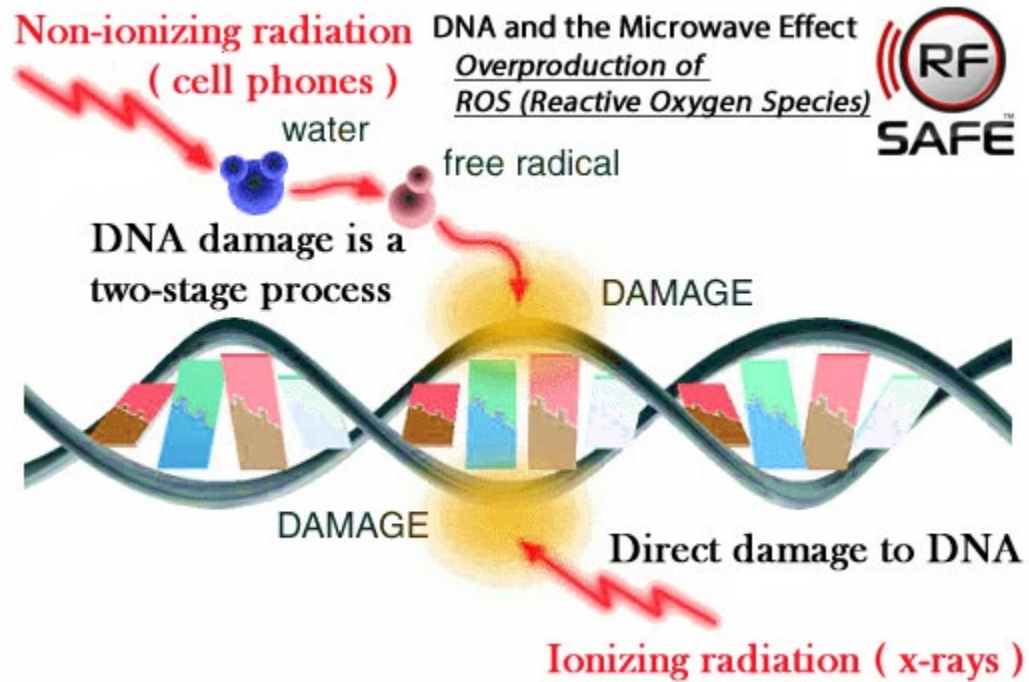 Non-ionizing radiation
( cell phones )
DNA and the Microwave Effect
Overproduction of
ROS (Reactive Oxygen Species)
RF
SAFE™
water
free radical
DNA damage is a
two-stage process
DAMAGE
DAMAGE
Direct damage to DNA
Ionizing radiation ( x-rays )